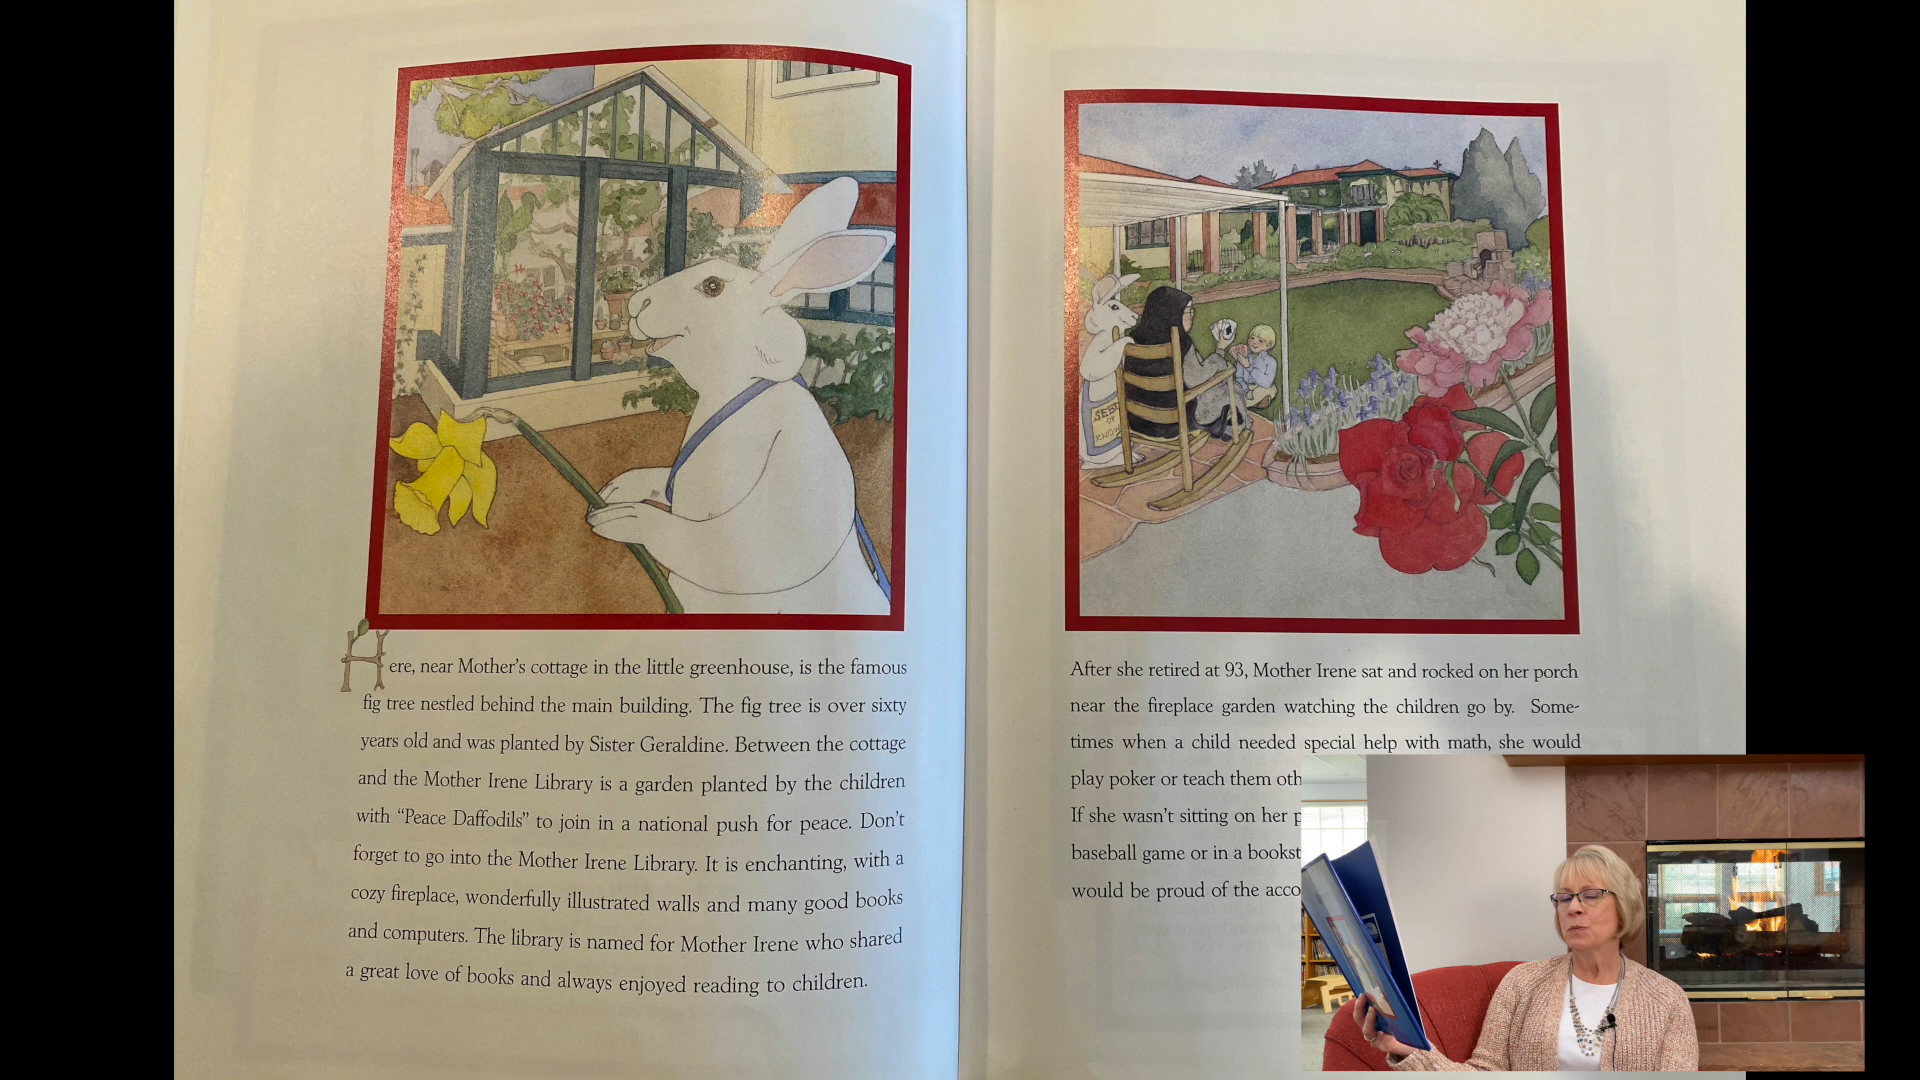 Here, near Mother's cottage in the little greenhouse, is the famous
fig tree nestled behind the main building. The fig tree is over sixty
years old and was planted by Sister Geraldine. Between the cottage
and the Mother Irene Library is a garden planted by the children
with “Peace Daffodils” to join in a national push for peace. Don't
forget to go into the Mother Irene Library. It is enchanting, with a
cozy fireplace, wonderfully illustrated walls and many good books
and computers. The library is named for Mother Irene who shared
a great love of books and always enjoyed reading to children.
SEED
OF
KNOW
After she retired at 93, Mother Irene sat and rocked on her porch
near the fireplace garden watching the children go by. Some-
times when a child needed special help with math, she would
play poker or teach them oth
If she wasn't sitting on her p
baseball game or in a bookst
would be proud of the acco